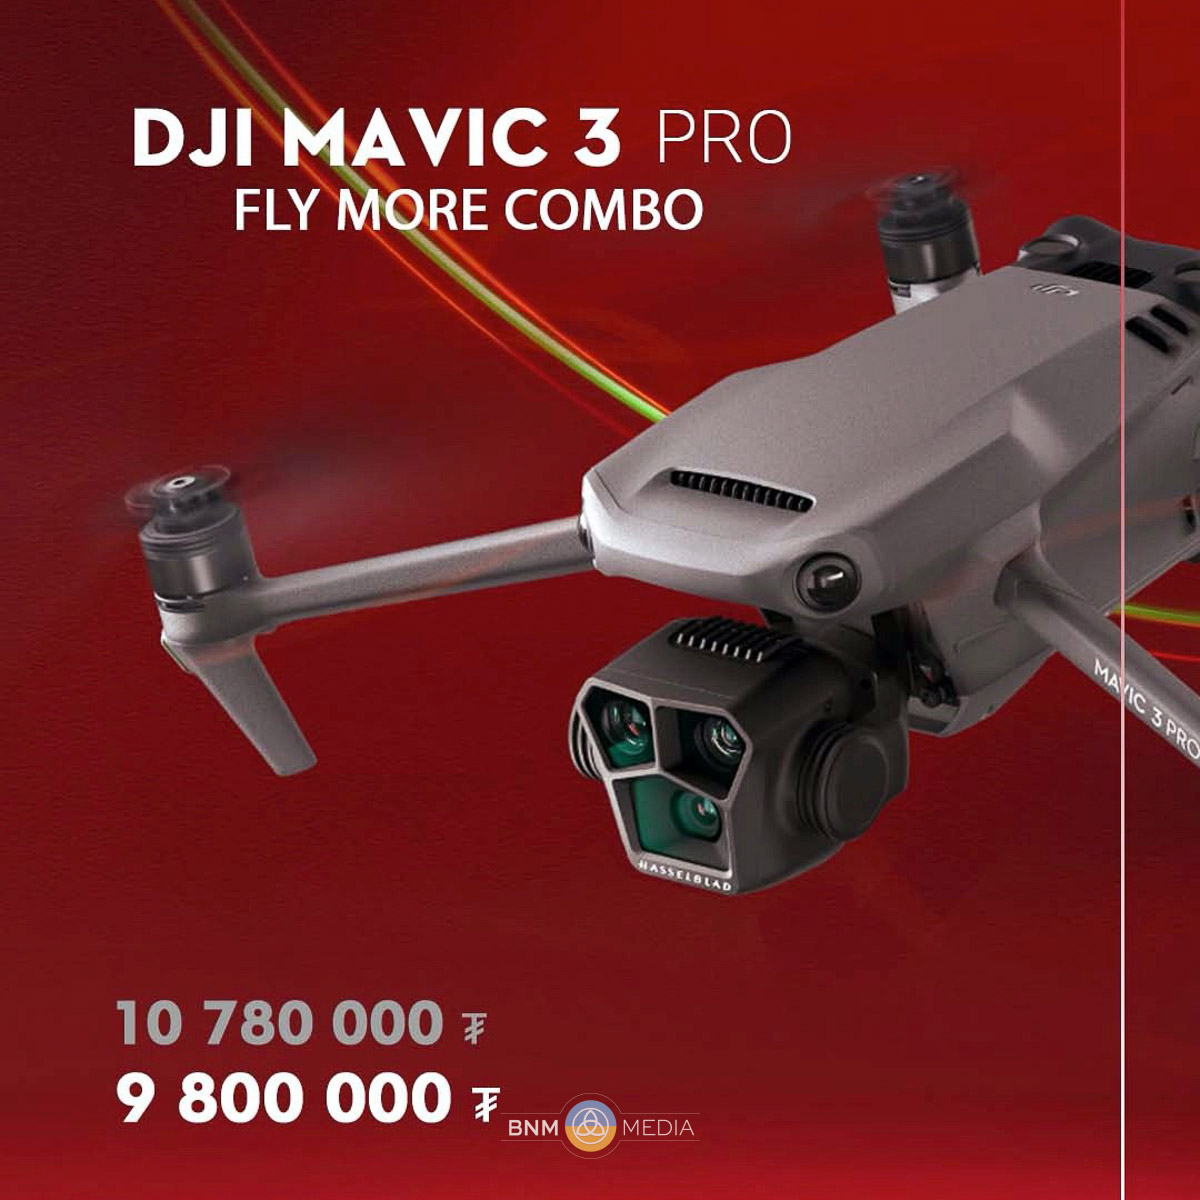 DJI MAVIC 3 PRO
FLY MORE COMBO
MAVIC 3 PRO
HASSELBLAD
10 780 000 ₮
9 800 000 ₮
BNM MEDIA